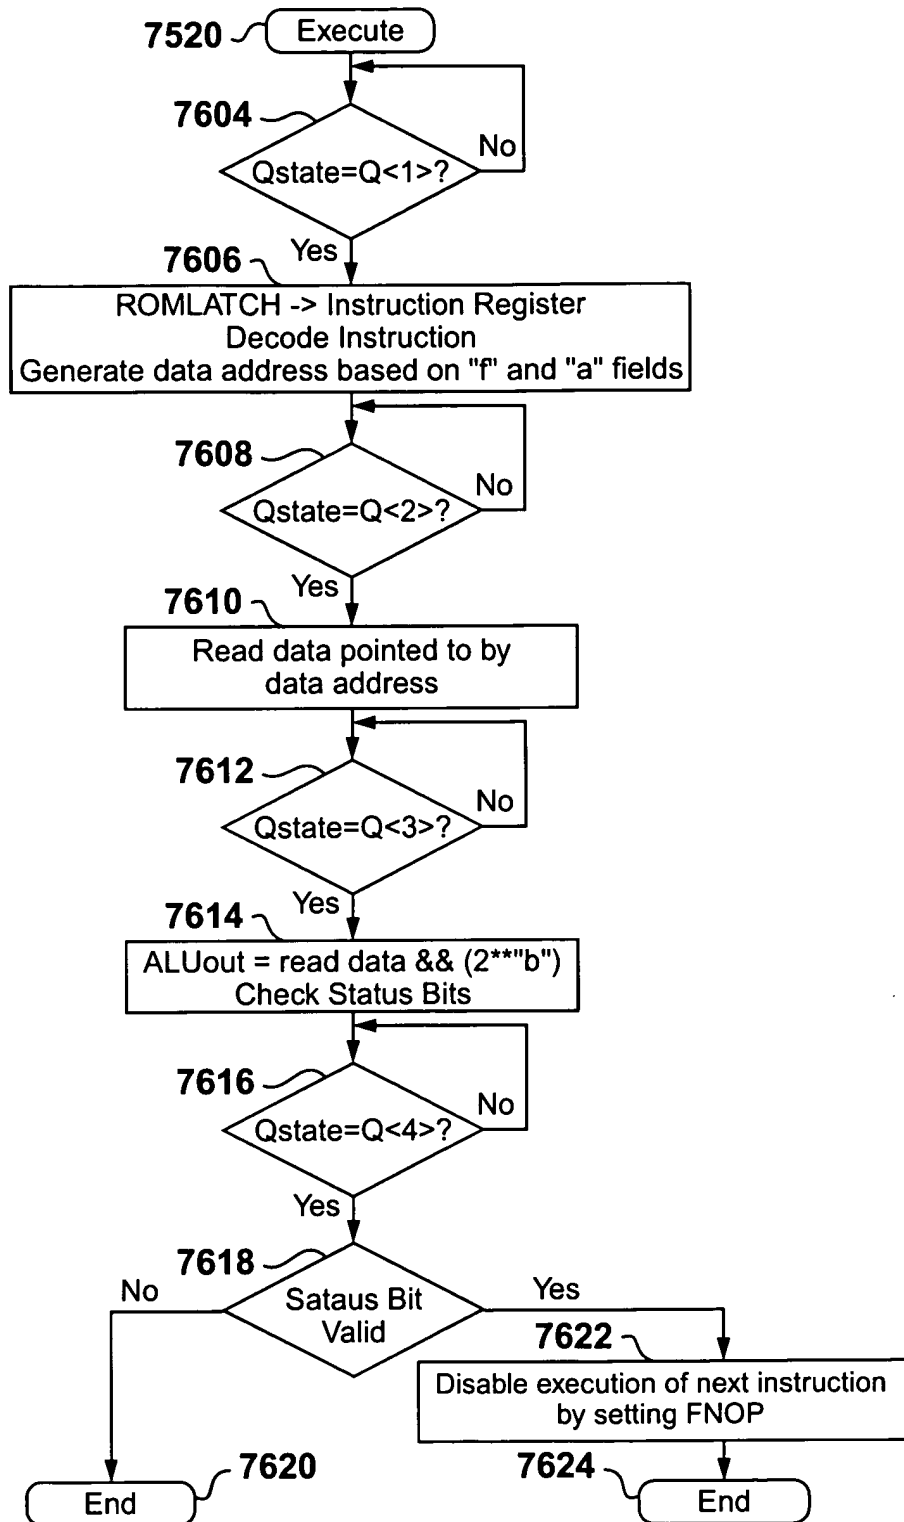 7520
Execute
7604
Qstate=Q<1>?
No
Yes
7606
ROMLATCH -> Instruction Register
Decode Instruction
Generate data address based on "f" and "a" fields
7608
Qstate=Q<2>?
No
Yes
7610
Read data pointed to by
data address
7612
Qstate=Q<3>?
No
Yes
7614
ALUout = read data && (2**"b")
Check Status Bits
7616
Qstate=Q<4>?
No
Yes
7618
No
Sataus Bit
Valid
Yes
7622
Disable execution of next instruction
by setting FNOP
7620
End
7624
End